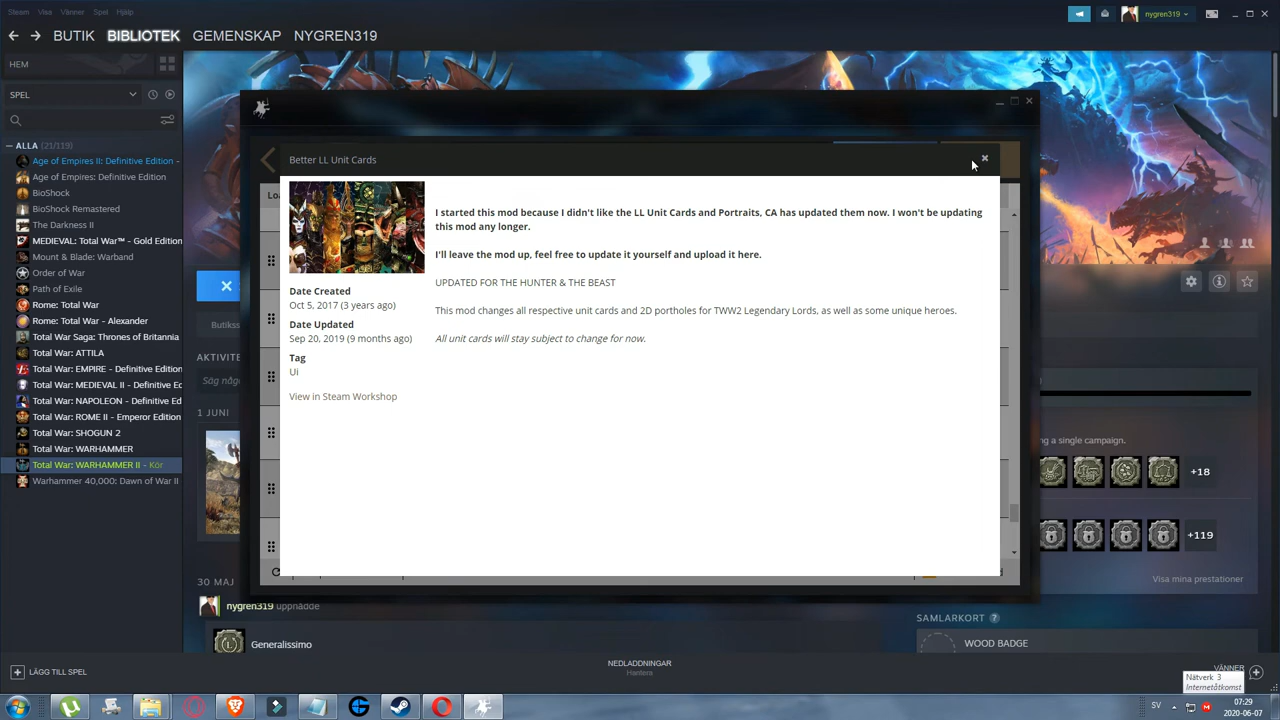 Steam Visa Vänner Spel Hjälp
nygren319
BUTIK BIBLIOTEK GEMENSKAP NYGREN319
HEM
SPEL
ALLA (21/119)
Age of Empires II: Definitive Edition -
Age of Empires: Definitive Edition
BioShock
BioShock Remastered
The Darkness II
MEDIEVAL: Total War™ - Gold Edition
Mount & Blade: Warband
Order of War
Path of Exile
Rome: Total War
Rome: Total War - Alexander
Total War Saga: Thrones of Britannia
Total War: ATTILA
Total War: EMPIRE - Definitive Edition
Total War: MEDIEVAL II - Definitive Ed
Total War: NAPOLEON - Definitive Ed
Total War: ROME II - Emperor Edition
Total War: SHOGUN 2
Total War: WARHAMMER
Total War: WARHAMMER II - Kör
Warhammer 40,000: Dawn of War II
Butikss
AKTIVITE
Säg någo
1 JUNI
30 MAJ
nygren319 uppnådde
Generalissimo
Better LL Unit Cards
Loa
I started this mod because I didn't like the LL Unit Cards and Portraits, CA has updated them now. I won't be updating
this mod any longer.
I'll leave the mod up, feel free to update it yourself and upload it here.
UPDATED FOR THE HUNTER & THE BEAST
This mod changes all respective unit cards and 2D portholes for TWW2 Legendary Lords, as well as some unique heroes.
All unit cards will stay subject to change for now.
Date Created
Oct 5, 2017 (3 years ago)
Date Updated
Sep 20, 2019 (9 months ago)
Tag
Ui
View in Steam Workshop
ng a single campaign.
+18
+119
Visa mina prestationer
SAMLARKORT ?
WOOD BADGE
LÄGG TILL SPEL
NEDLADDNINGAR
Hantera
VÄNNER
Nätverk 3
Internetåtkomst
SV
07:29
2020-06-07